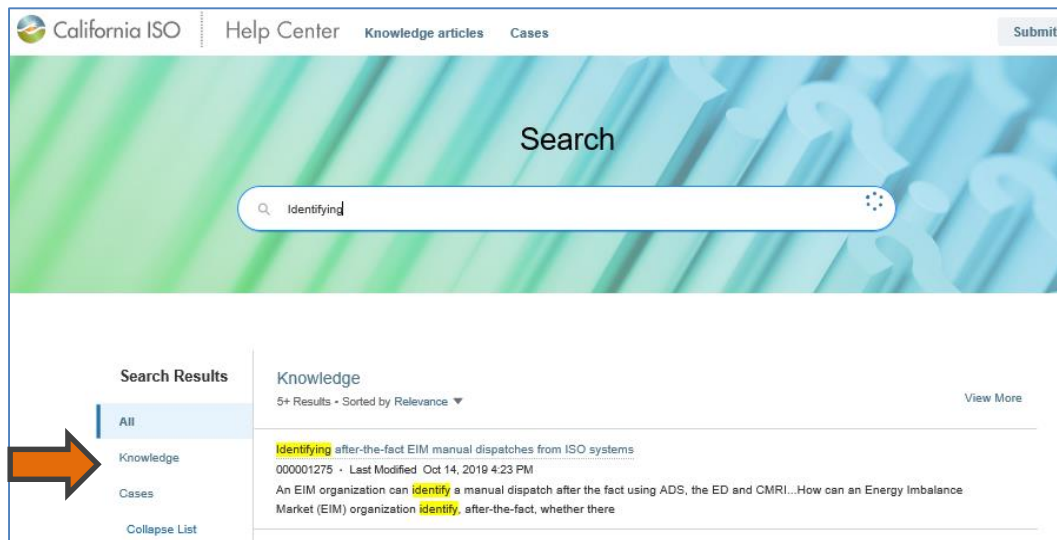 California ISO Help Center Knowledge articles Cases Submit
Search
Identifying
Search Results
All
Knowledge
Cases
Collapse List
Knowledge
5+ Results • Sorted by Relevance ▼
View More
Identifying after-the-fact EIM manual dispatches from ISO systems
000001275 • Last Modified Oct 14, 2019 4:23 PM
An EIM organization can identify a manual dispatch after the fact using ADS, the ED and CMRI...How can an Energy Imbalance
Market (EIM) organization identify, after-the-fact, whether there